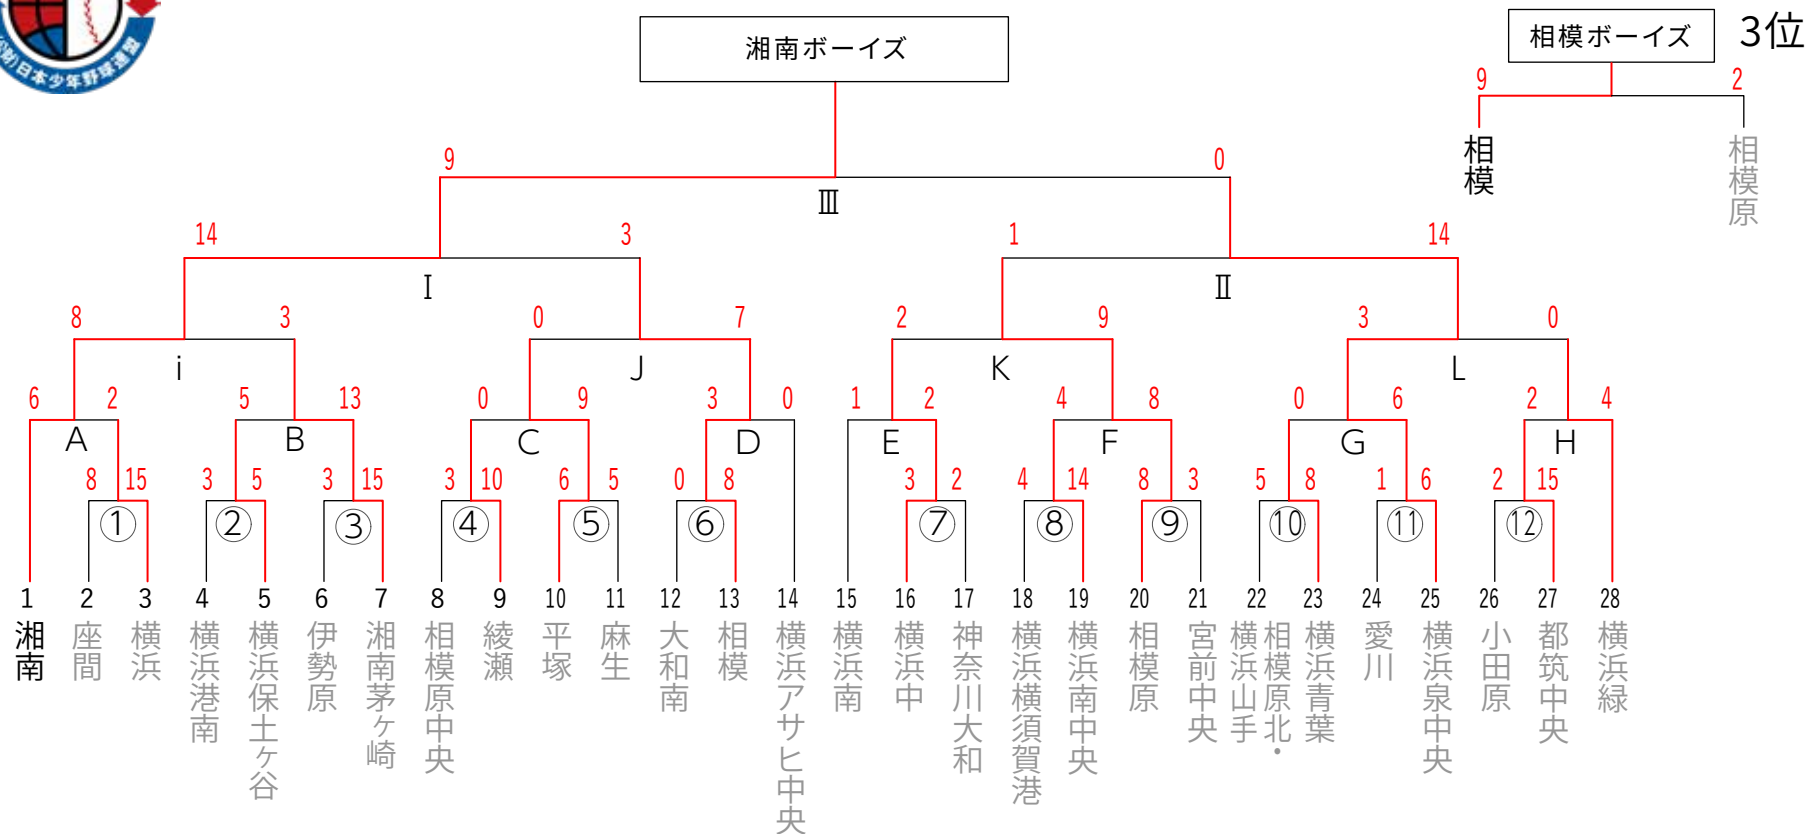 (公財)日本少年野球連盟
湘南ボーイズ
相模ボーイズ 3位
9 2
相模
相模原
9 0
Ⅲ
14 3 1 14
Ⅰ Ⅱ
8 3 0 7 2 9 3 0
i J K L
6 2 5 13 0 9 3 0 1 2 4 8 0 6 2 4
A B C D E F G H
8 15 3 5 3 15 3 10 6 5 0 8 3 2 4 14 8 3 5 8 1 6 2 15
① ② ③ ④ ⑤ ⑥ ⑦ ⑧ ⑨ ⑩ ⑪ ⑫
1 2 3 4 5 6 7 8 9 10 11 12 13 14 15 16 17 18 19 20 21 22 23 24 25 26 27 28
湘南
座間
横浜
横浜港南
横浜保土ヶ谷
伊勢原
湘南茅ヶ崎
相模原中央
綾瀬
平塚
麻生
大和南
相模
横浜アサヒ中央
横浜南
横浜中
神奈川大和
横浜横須賀港
横浜南中央
相模原
宮前中央
相模原北・
横浜山手
横浜青葉
愛川
横浜泉中央
小田原
都筑中央
横浜緑